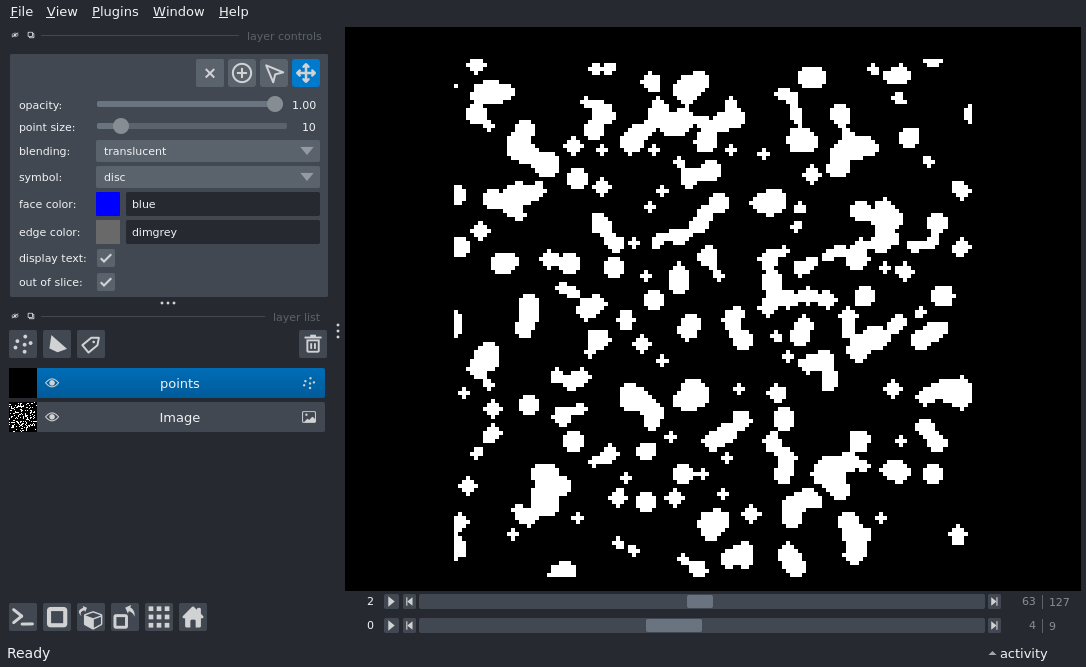 File View Plugins Window Help
layer controls
opacity: 1.00
point size: 10
blending: translucent
symbol: disc
face color: blue
edge color: dimgrey
display text:
out of slice:
layer list
points
Image
2 63 127
0 4 9
Ready activity